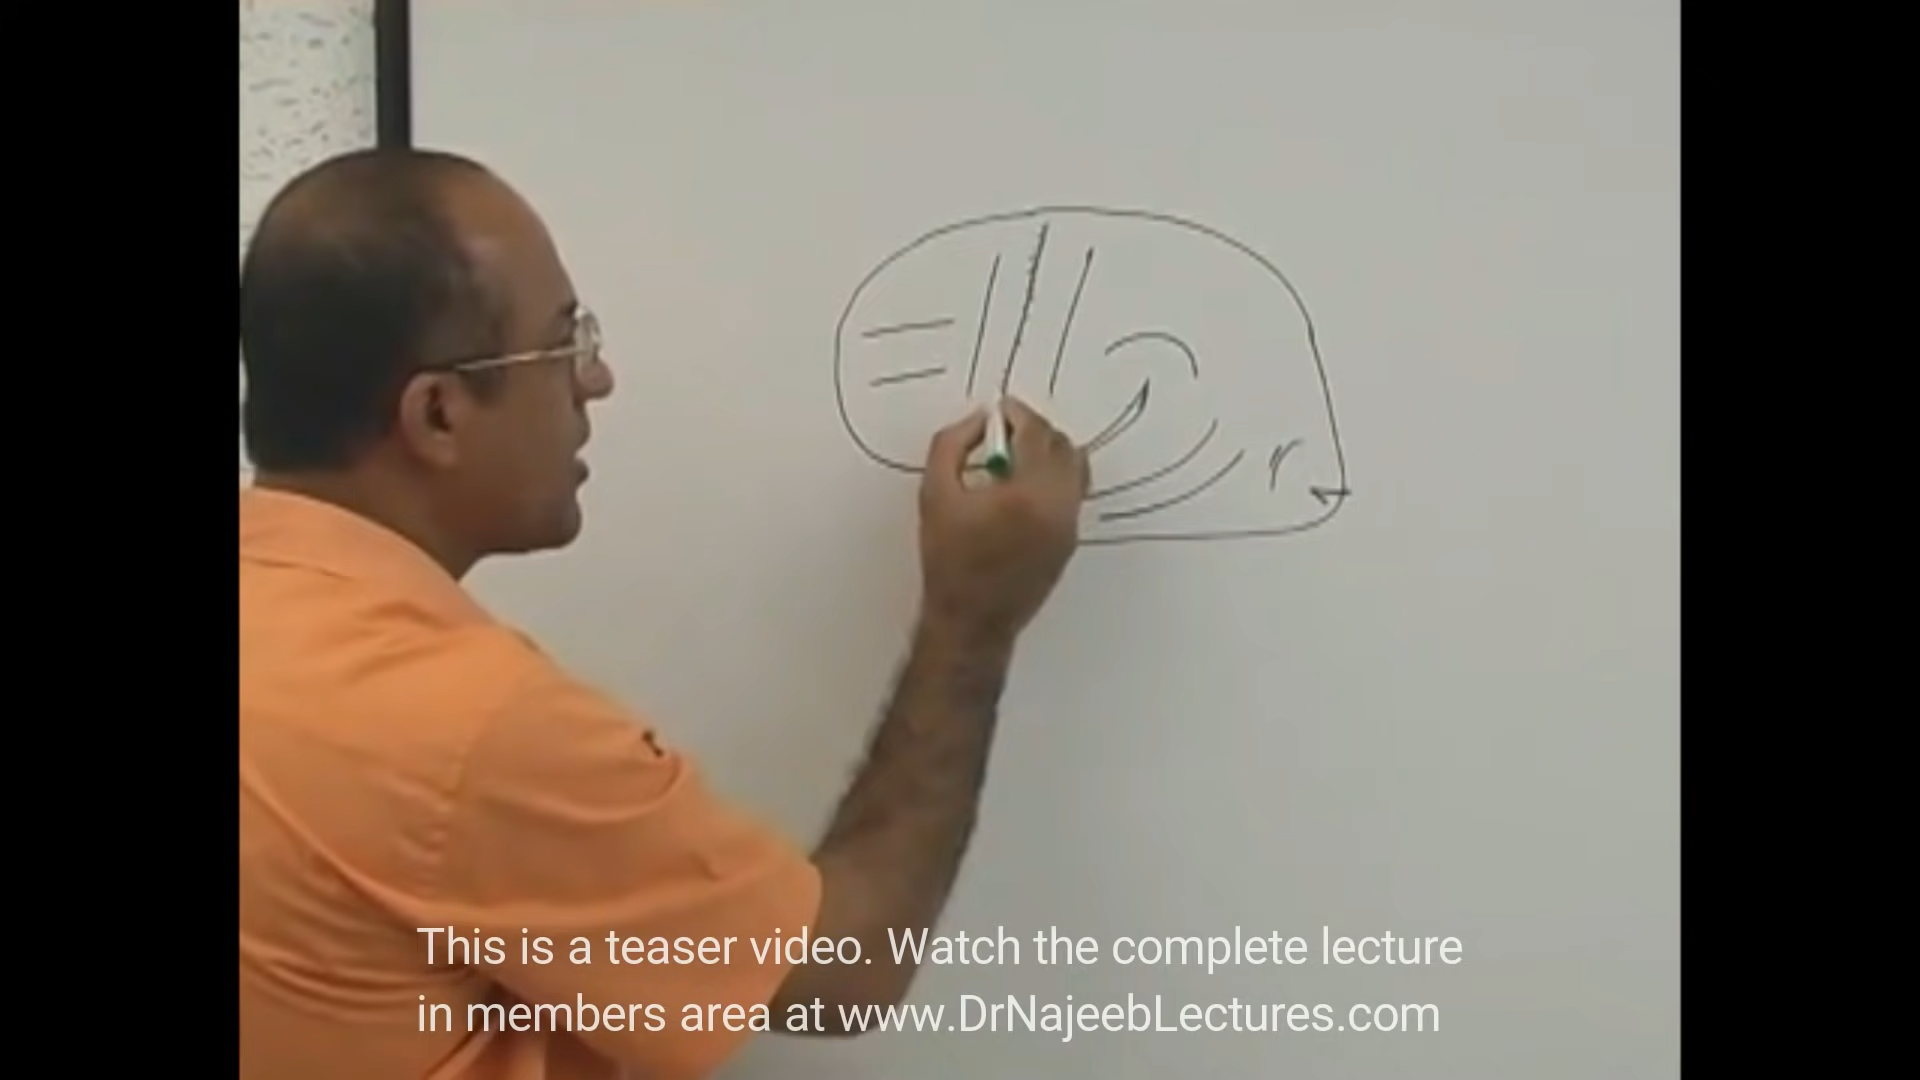 This is a teaser video. Watch the complete lecture
in members area at www.DrNajeebLectures.com